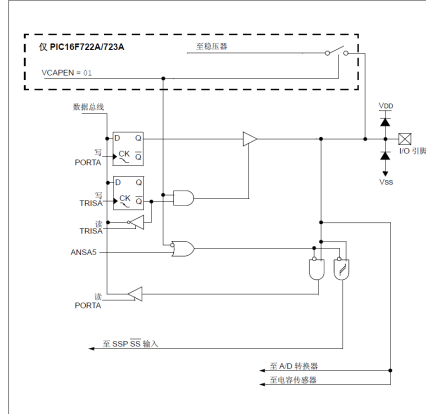 仅 PIC16F722A/723A
至稳压器
VCAPEN = 01
数据总线
VDD
D Q
写
PORTA
CK Q
I/O 引脚
VSS
D Q
写
TRISA
CK Q
读
TRISA
ANSA5
读
PORTA
至 SSP SS 输入
至 A/D 转换器
至电容传感器